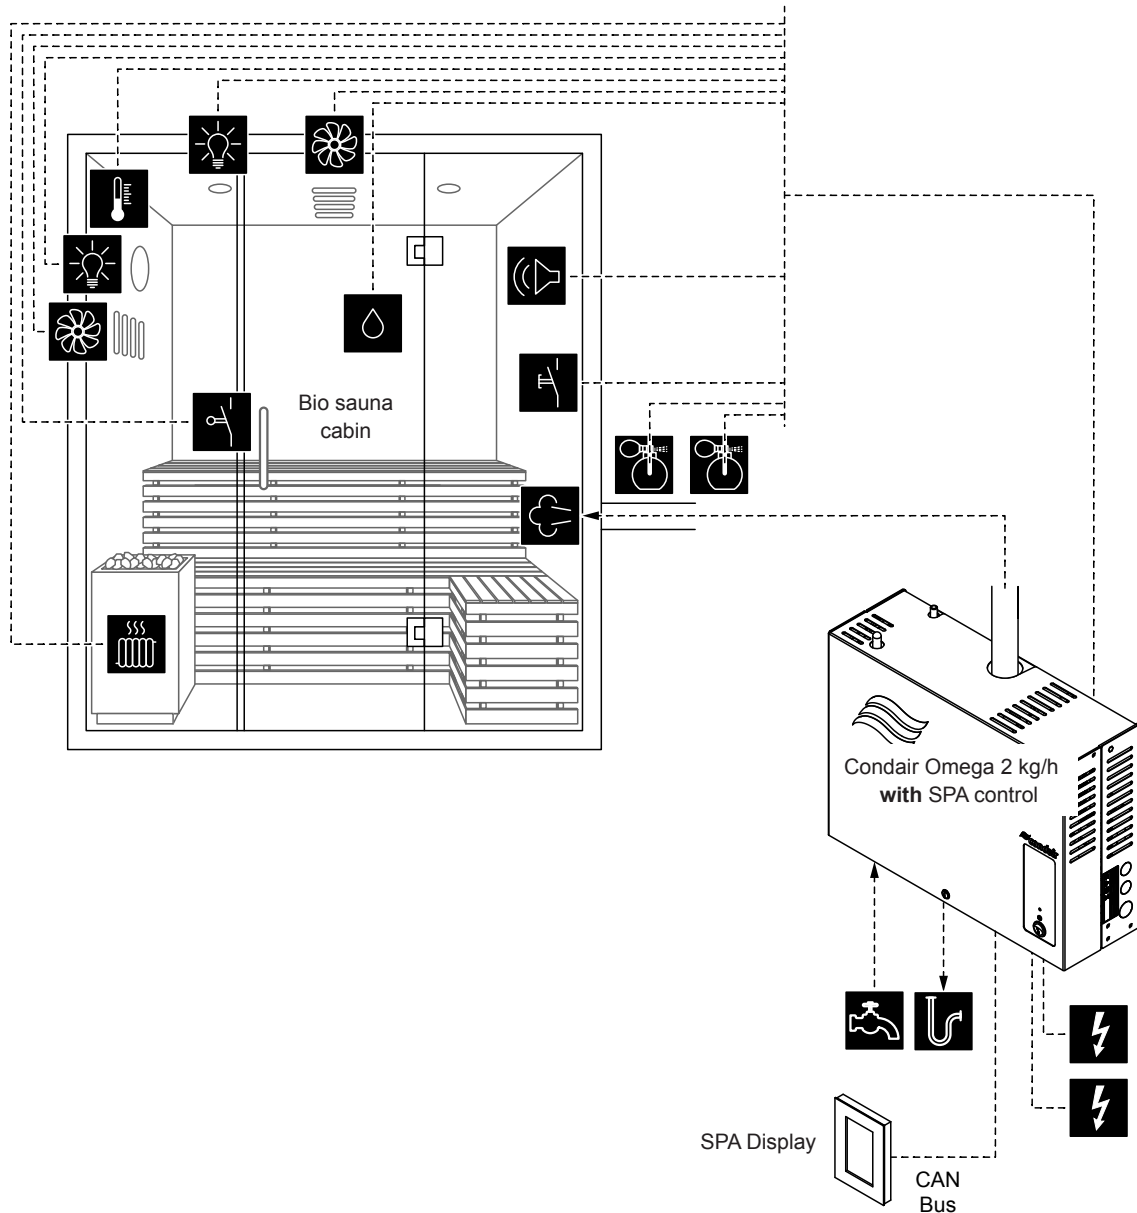 Bio sauna
cabin
Condair Omega 2 kg/h
with SPA control
SPA Display
CAN
Bus